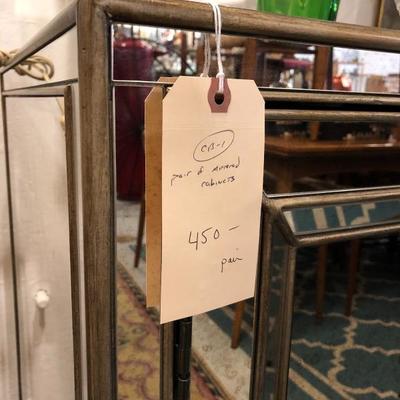 CB-1
pair of mirrored
cabinets
450-
pair